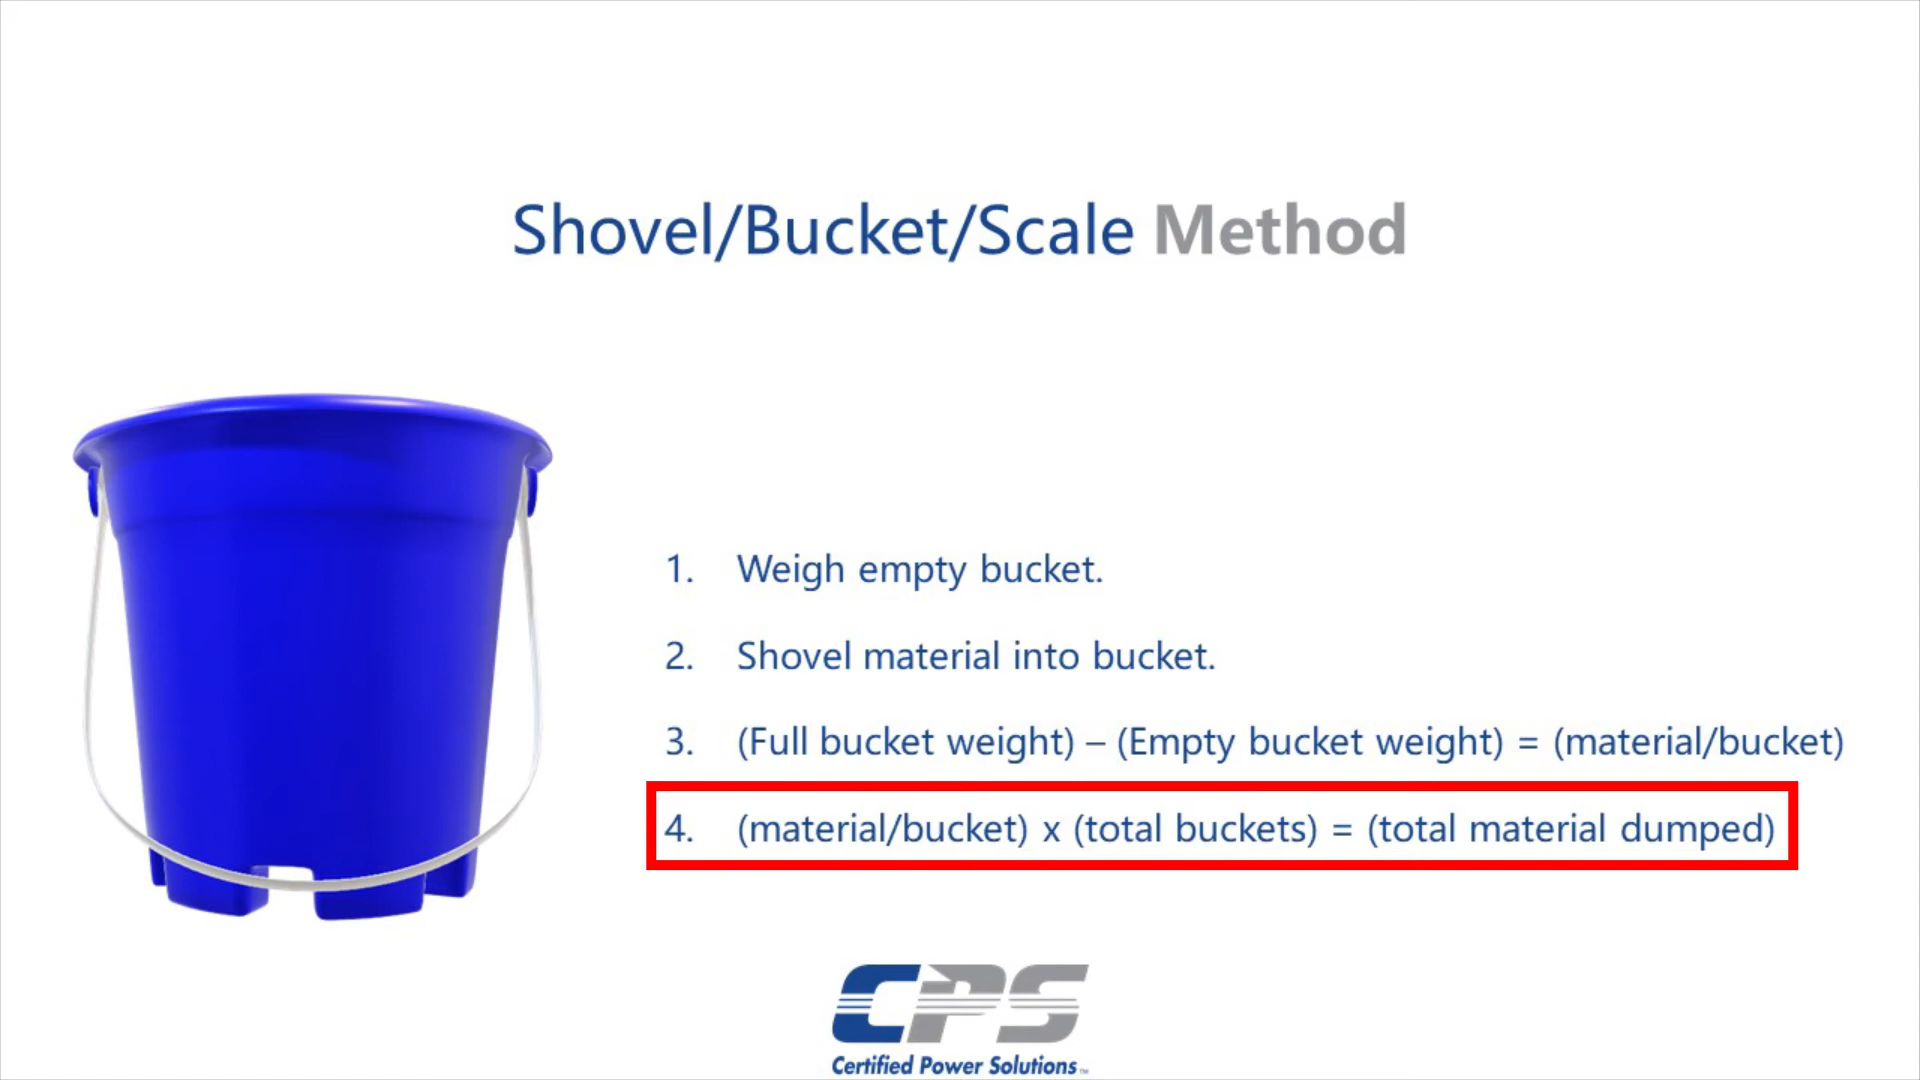 Shovel/Bucket/Scale Method
1. Weigh empty bucket.
2. Shovel material into bucket.
3. (Full bucket weight) – (Empty bucket weight) = (material/bucket)
4. (material/bucket) x (total buckets) = (total material dumped)
CPS
Certified Power Solutions™